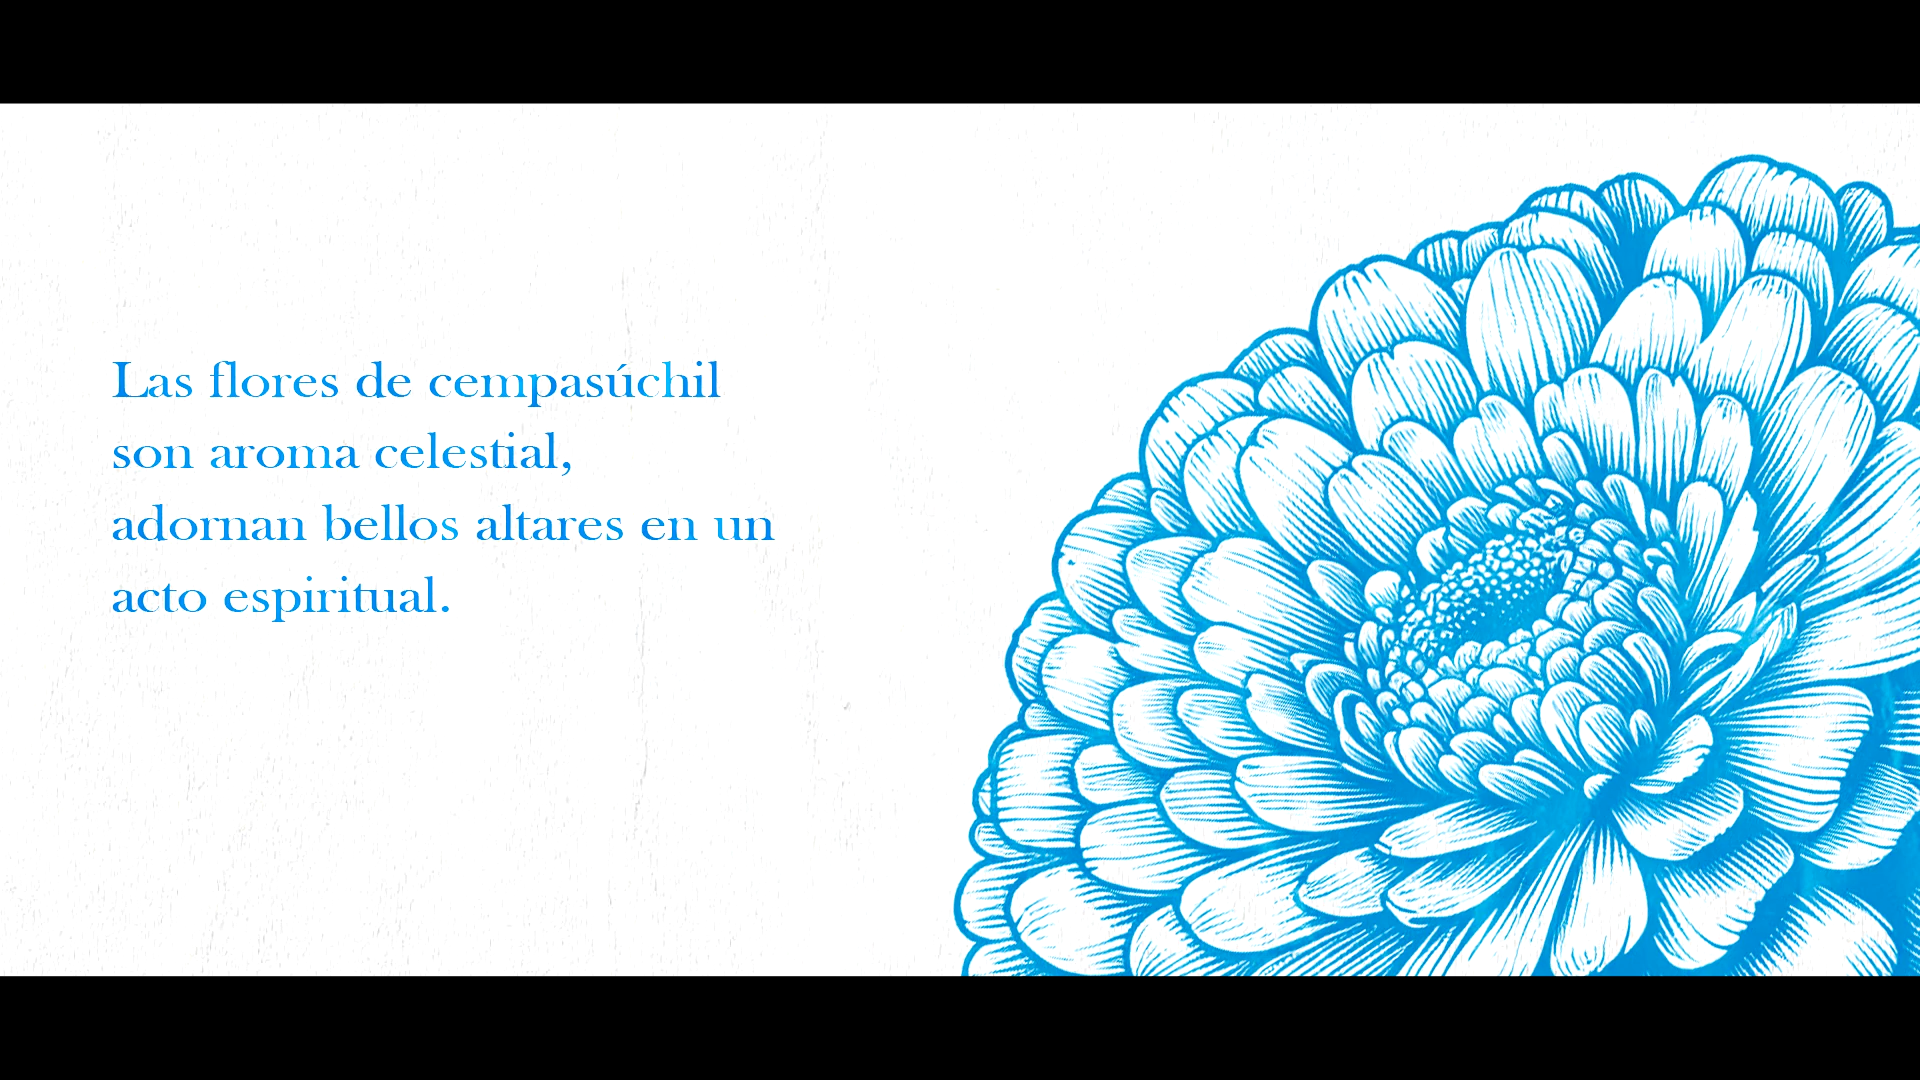 Las flores de cempasúchil
son aroma celestial,
adornan bellos altares en un
acto espiritual.